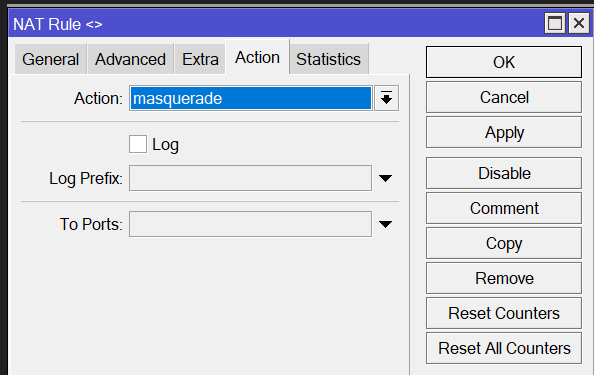 NAT Rule <>
General Advanced Extra Action Statistics
Action: masquerade
Log
Log Prefix:
To Ports:
OK
Cancel
Apply
Disable
Comment
Copy
Remove
Reset Counters
Reset All Counters